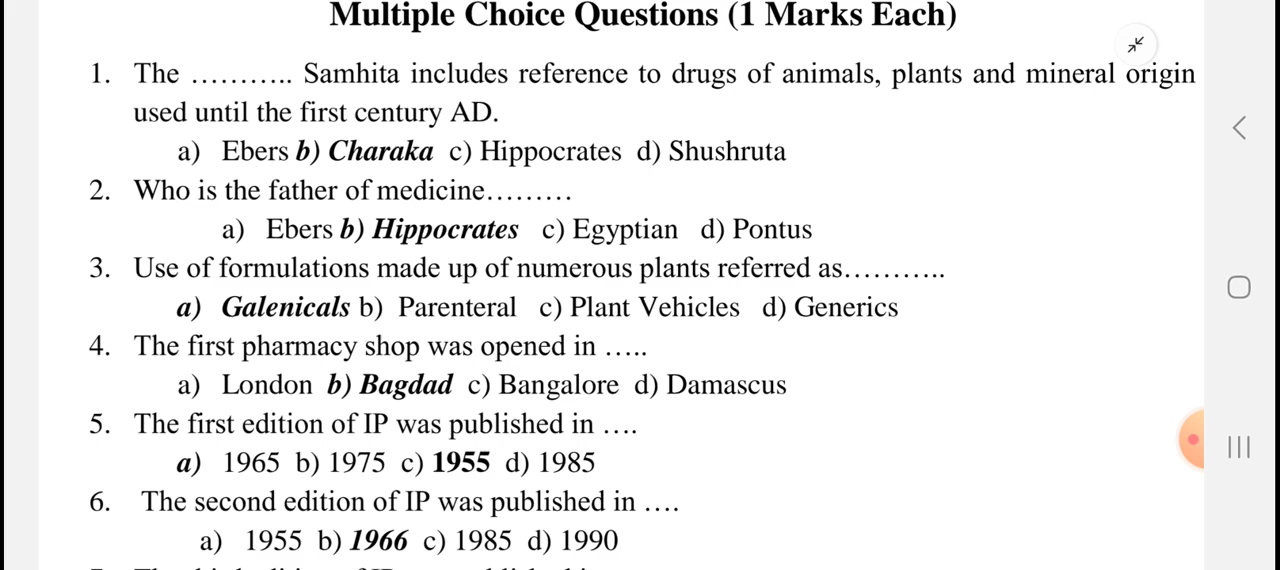 Multiple Choice Questions (1 Marks Each)
1. The ……….. Samhita includes reference to drugs of animals, plants and mineral origin
used until the first century AD.
a) Ebers b) Charaka c) Hippocrates d) Shushruta
2. Who is the father of medicine………
a) Ebers b) Hippocrates c) Egyptian d) Pontus
3. Use of formulations made up of numerous plants referred as………..
a) Galenicals b) Parenteral c) Plant Vehicles d) Generics
4. The first pharmacy shop was opened in …..
a) London b) Bagdad c) Bangalore d) Damascus
5. The first edition of IP was published in ….
a) 1965 b) 1975 c) 1955 d) 1985
6. The second edition of IP was published in ….
a) 1955 b) 1966 c) 1985 d) 1990